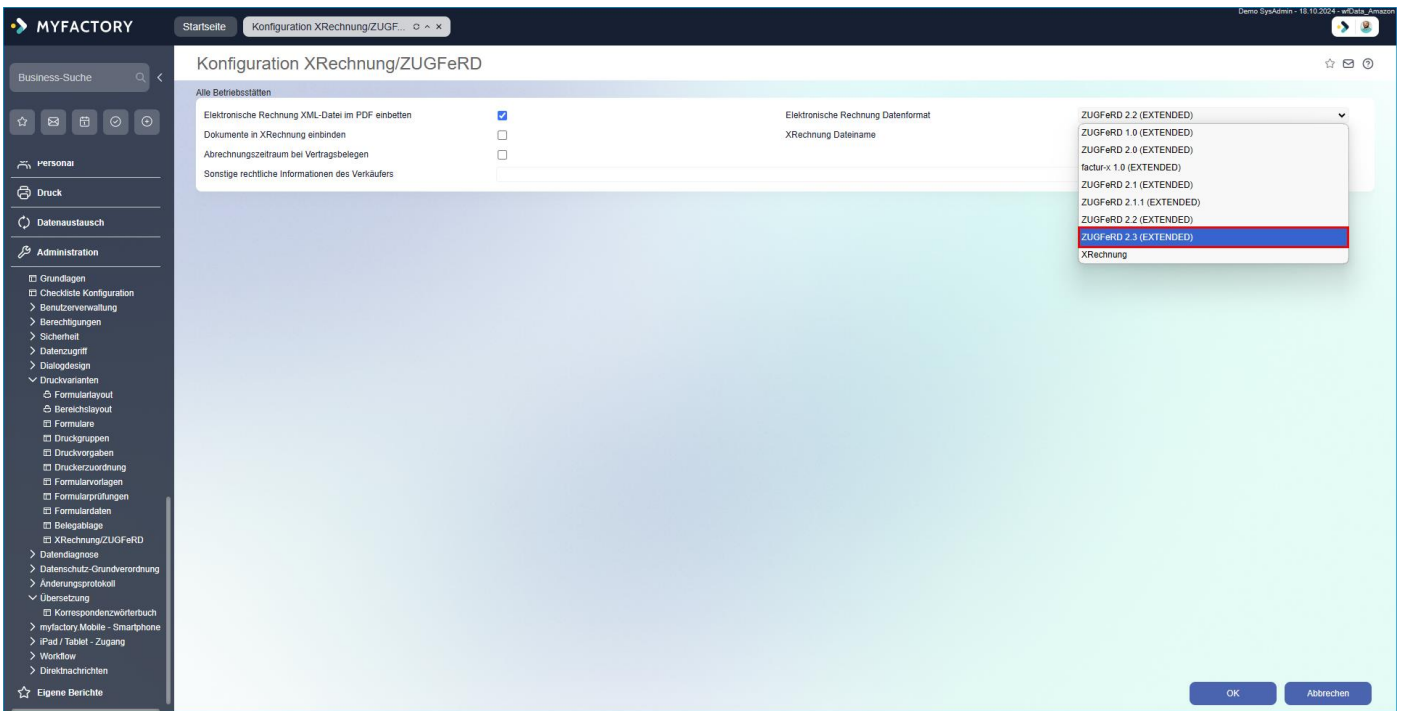 MYFACTORY
Startseite
Konfiguration XRechnung/ZUGF...
Demo SysAdmin - 18.10.2024 - wfData_Amazon
Business-Suche
Personal
Druck
Datenaustausch
Administration
Grundlagen
Checkliste Konfiguration
Benutzerverwaltung
Berechtigungen
Sicherheit
Datenzugriff
Dialogdesign
Druckvarianten
Formularlayout
Bereichslayout
Formulare
Druckgruppen
Druckvorgaben
Druckerzuordnung
Formularvorlagen
Formularprüfungen
Formulardaten
Belegablage
XRechnung/ZUGFeRD
Datendiagnose
Datenschutz-Grundverordnung
Änderungsprotokoll
Übersetzung
Korrespondenzwörterbuch
myfactory.Mobile - Smartphone
iPad / Tablet - Zugang
Workflow
Direktnachrichten
Eigene Berichte
Konfiguration XRechnung/ZUGFeRD
Alle Betriebsstätten
Elektronische Rechnung XML-Datei im PDF einbetten
Dokumente in XRechnung einbinden
Abrechnungszeitraum bei Vertragsbelegen
Sonstige rechtliche Informationen des Verkäufers
Elektronische Rechnung Datenformat
XRechnung Dateiname
ZUGFeRD 2.2 (EXTENDED)
ZUGFeRD 1.0 (EXTENDED)
ZUGFeRD 2.0 (EXTENDED)
factur-x 1.0 (EXTENDED)
ZUGFeRD 2.1 (EXTENDED)
ZUGFeRD 2.1.1 (EXTENDED)
ZUGFeRD 2.2 (EXTENDED)
ZUGFeRD 2.3 (EXTENDED)
XRechnung
OK
Abbrechen